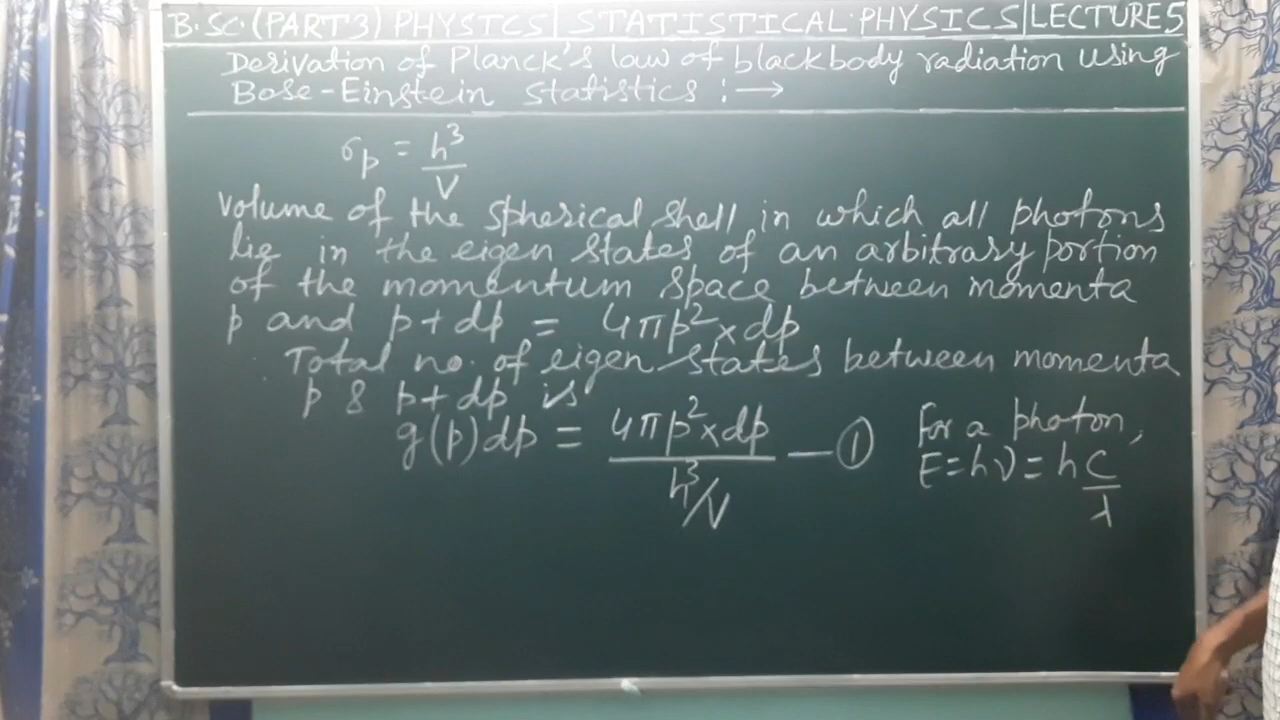 B.SC.(PART3) PHYSICS | STATISTICAL PHYSICS | LECTURE 5
Derivation of Planck's law of blackbody radiation using
Bose-Einstein statistics :→
σp = h³/V
Volume of the spherical shell in which all photons
lie in the eigen states of an arbitrary portion
of the momentum space between momenta
p and p+dp = 4πp²×dp
Total no. of eigen states between momenta
p & p+dp is
g(p)dp = 4πp²×dp / h³/V — ①
For a photon,
E=hν=h c/λ